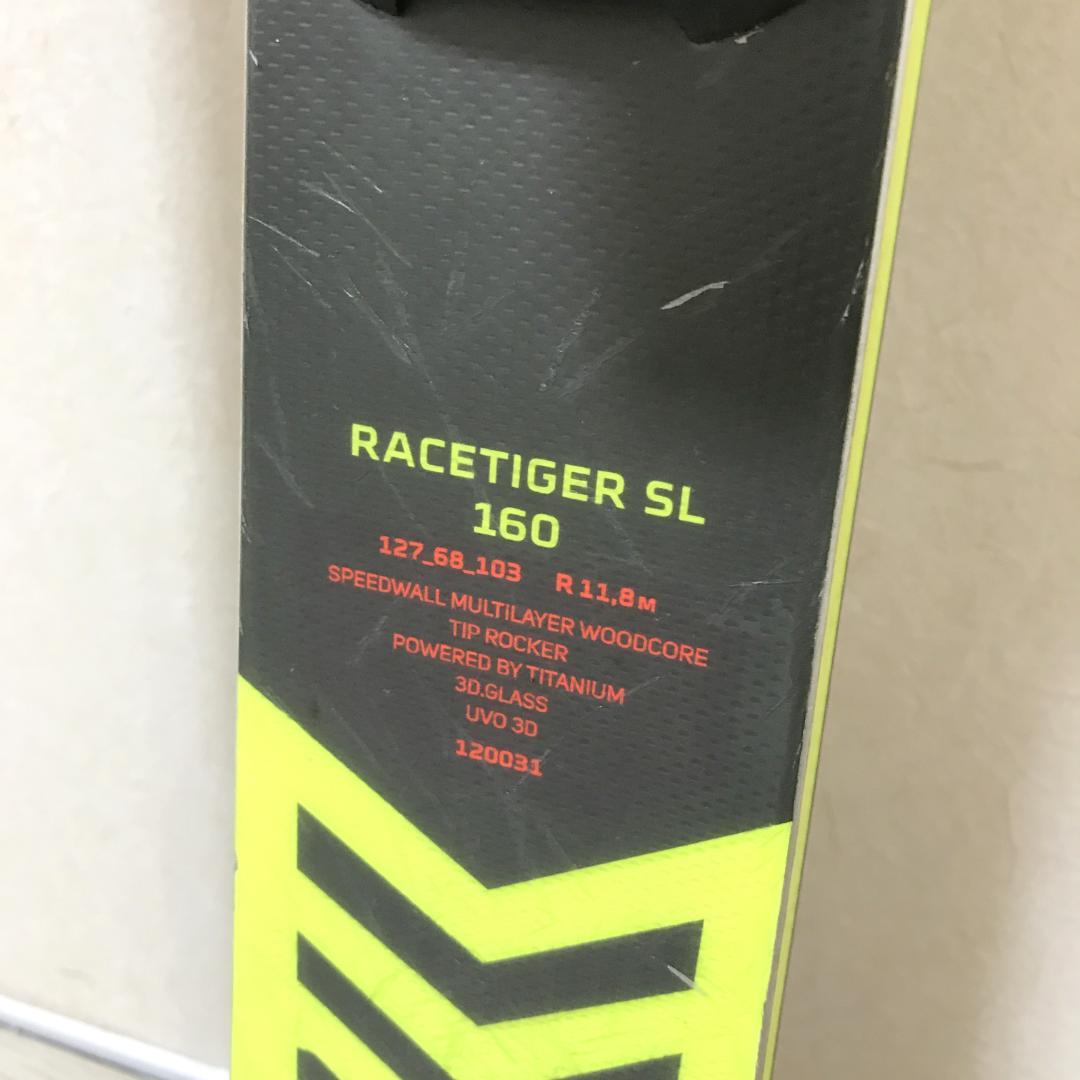 RACETIGER SL
160
127_68_103 R 11,8M
SPEEDWALL MULTILAYER WOODCORE
TIP ROCKER
POWERED BY TITANIUM
3D.GLASS
UVO 3D
120031